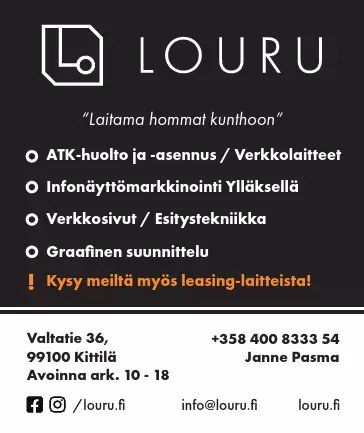 LOURU
“Laitama hommat kunthoon”
ATK-huolto ja -asennus / Verkkolaitteet
Infonäyttömarkkinointi Ylläksellä
Verkkosivut / Esitystekniikka
Graafinen suunnittelu
! Kysy meiltä myös leasing-laitteista!
Valtatie 36,
99100 Kittilä
Avoinna ark. 10 - 18
+358 400 8333 54
Janne Pasma
/louru.fi
info@louru.fi
louru.fi